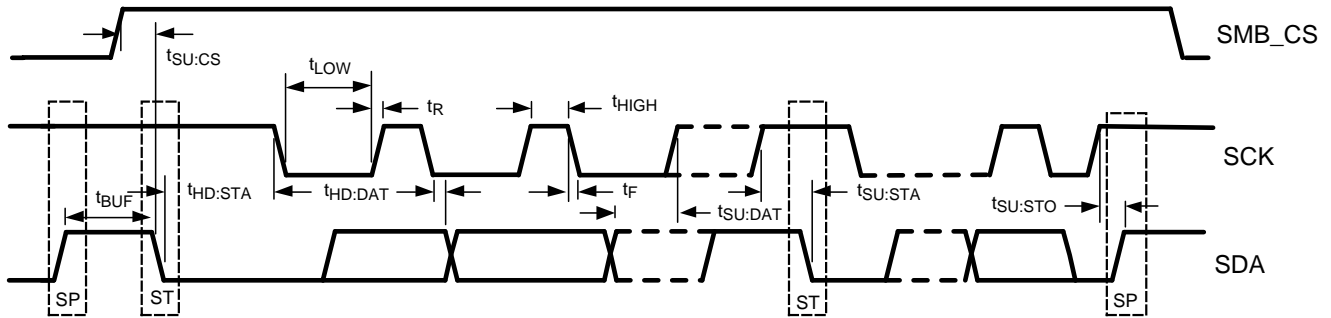 SMB_CS
tSU:CS
tLOW
tR
tHIGH
SCK
tBUF
tHD:STA
tHD:DAT
tF
tSU:DAT
tSU:STA
tSU:STO
SDA
SP
ST
ST
SP